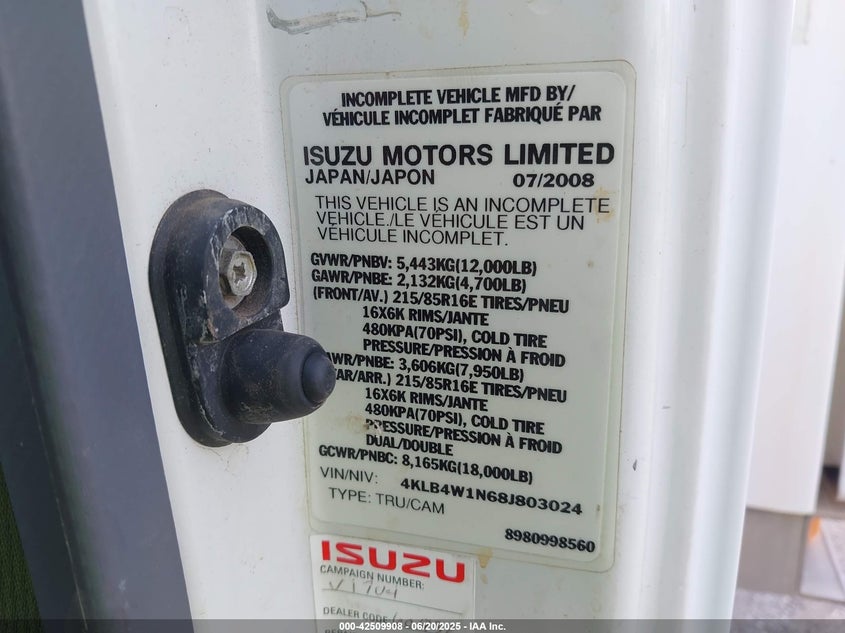 INCOMPLETE VEHICLE MFD BY/
VÉHICULE INCOMPLET FABRIQUÉ PAR
ISUZU MOTORS LIMITED
JAPAN/JAPON 07/2008
THIS VEHICLE IS AN INCOMPLETE
VEHICLE./LE VÉHICULE EST UN
VÉHICULE INCOMPLET.
GVWR/PNBV: 5,443KG(12,000LB)
GAWR/PNBE: 2,132KG(4,700LB)
(FRONT/AV.) 215/85R16E TIRES/PNEU
16X6K RIMS/JANTE
480KPA(70PSI), COLD TIRE
PRESSURE/PRESSION À FROID
AWR/PNBE: 3,606KG(7,950LB)
AR/ARR.) 215/85R16E TIRES/PNEU
16X6K RIMS/JANTE
480KPA(70PSI), COLD TIRE
PRESSURE/PRESSION À FROID
DUAL/DOUBLE
GCWR/PNBC: 8,165KG(18,000LB)
VIN/NIV: 4KLB4W1N68J803024
TYPE: TRU/CAM
8980998560
ISUZU
CAMPAIGN NUMBER:
V1704
DEALER CODE
000-42509908 - 06/20/2025 - IAA Inc.